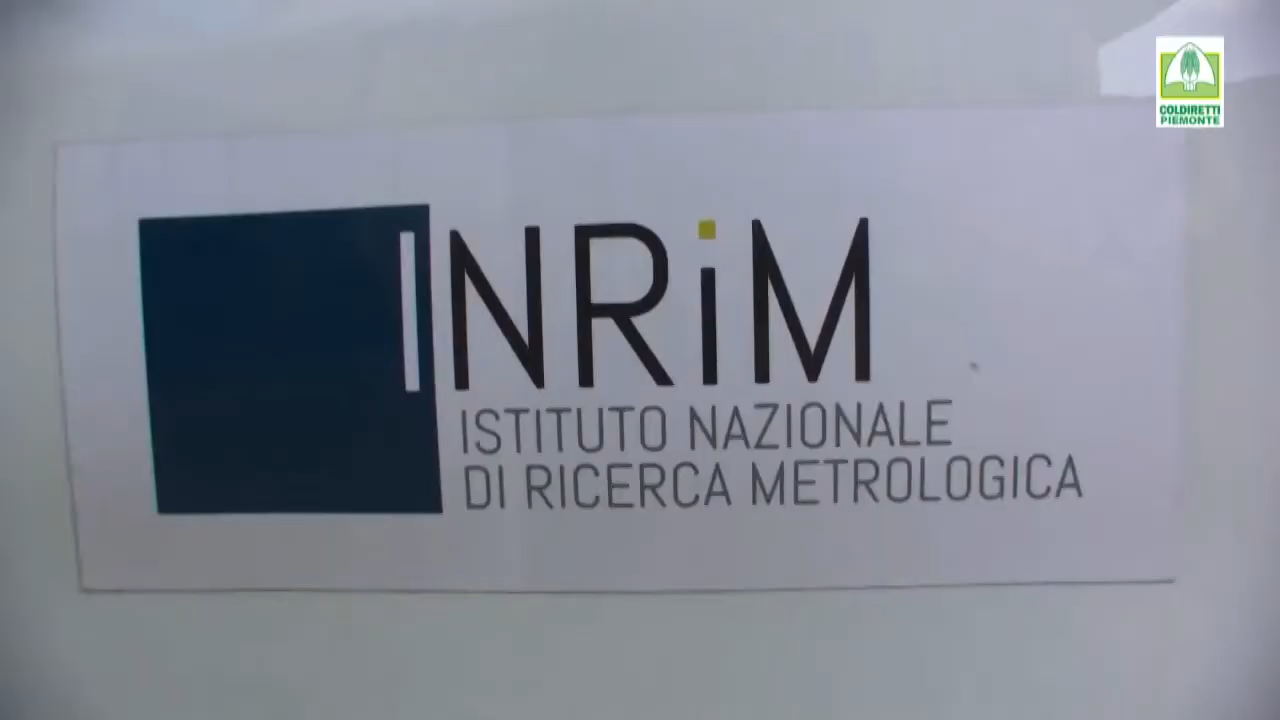 COLDIRETTI
PIEMONTE
INRiM
ISTITUTO NAZIONALE
DI RICERCA METROLOGICA